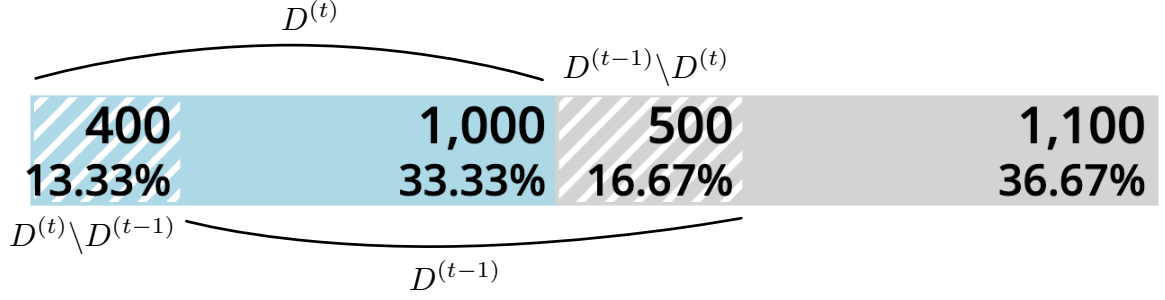 D^{(t)}
D^{(t−1)}\D^{(t)}
400 1,000 500 1,100
13.33% 33.33% 16.67% 36.67%
D^{(t)}\D^{(t−1)}
D^{(t−1)}